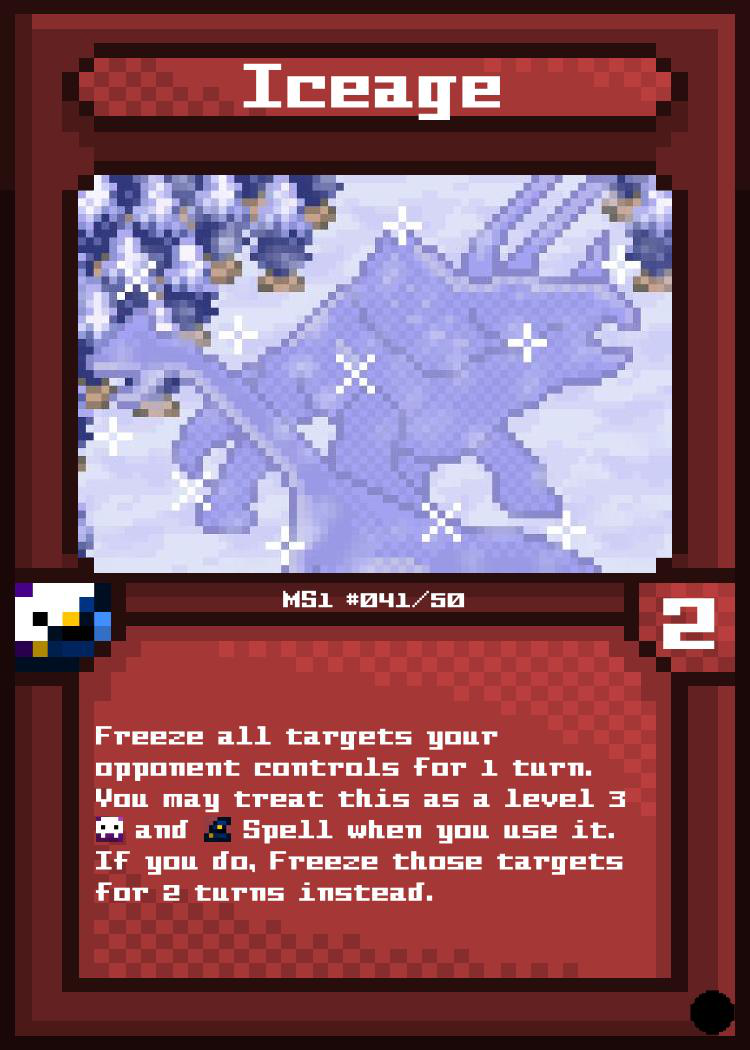 Iceage
MS1 #041/50
2
Freeze all targets your
opponent controls for 1 turn.
You may treat this as a level 3
and Spell when you use it.
If you do, Freeze those targets
for 2 turns instead.